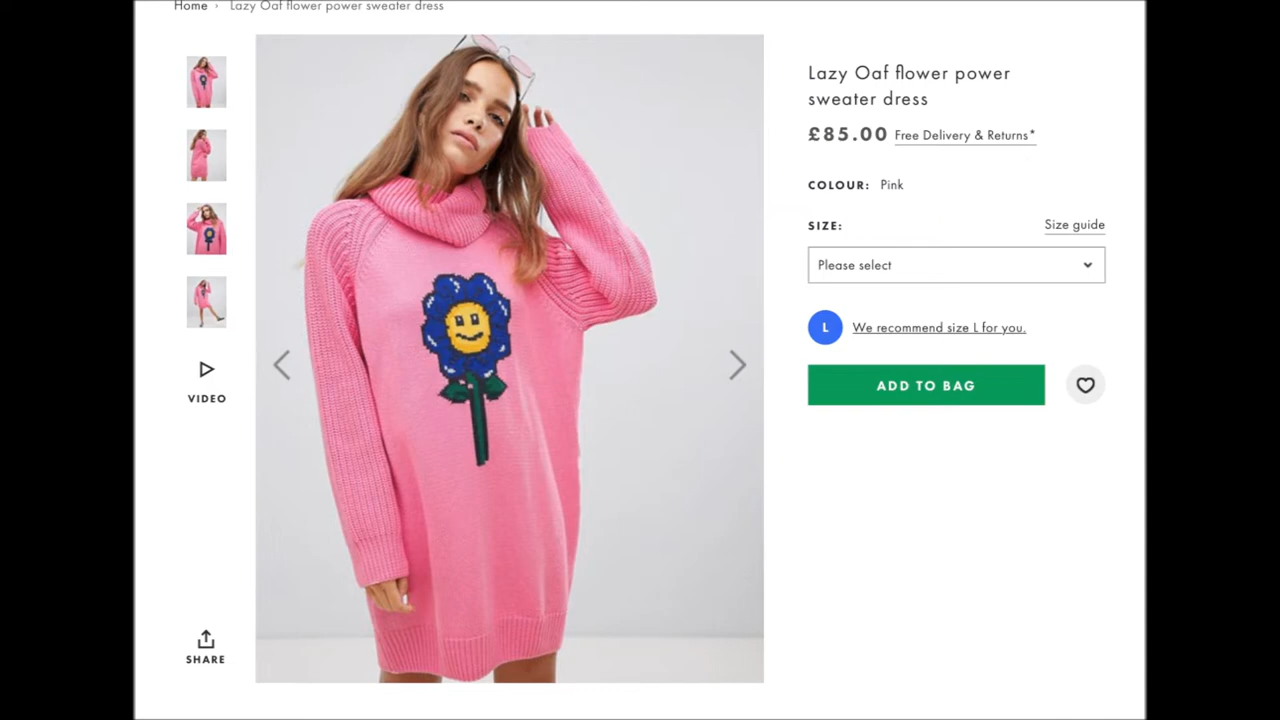 Home › Lazy Oaf flower power sweater dress
Lazy Oaf flower power
sweater dress
£85.00 Free Delivery & Returns*
COLOUR: Pink
SIZE: Size guide
Please select
L We recommend size L for you.
ADD TO BAG
VIDEO
SHARE